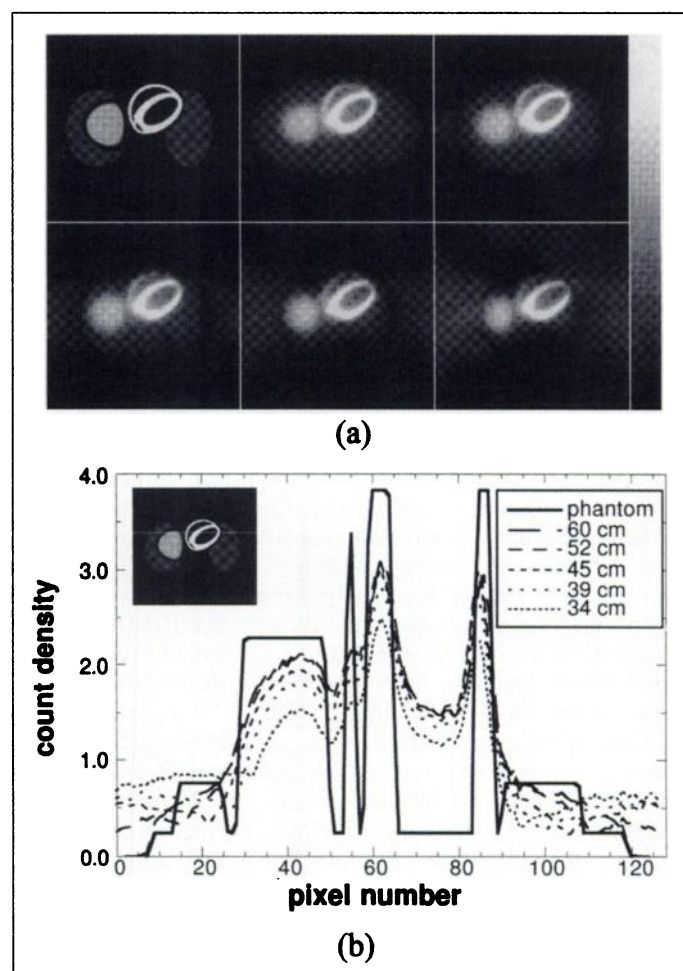 (a)
4.0
3.0
2.0
1.0
0.0
count density
phantom
60 cm
52 cm
45 cm
39 cm
34 cm
0
20
40
60
80
100
120
pixel number
(b)